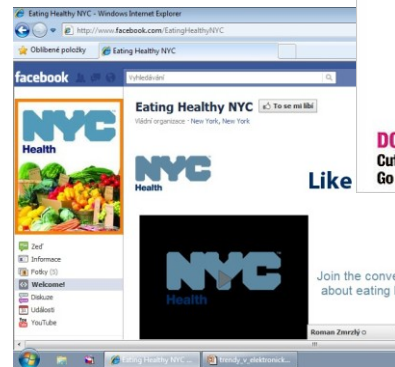 Eating Healthy NYC - Windows Internet Explorer
http://www.facebook.com/EatingHealthyNYC
Oblíbené položky
Eating Healthy NYC
facebook
Vyhledávání
NYC
Health
Eating Healthy NYC
To se mi líbí
Vládní organizace · New York, New York
NYC
Health
Like
DO
Cut
Go
NYC
Health
Join the conve
about eating
Zeď
Informace
Fotky (5)
Welcome!
Diskuze
Události
YouTube
Roman Zmrzlý
Eating Healthy NYC ...
trendy_v_elektronick...